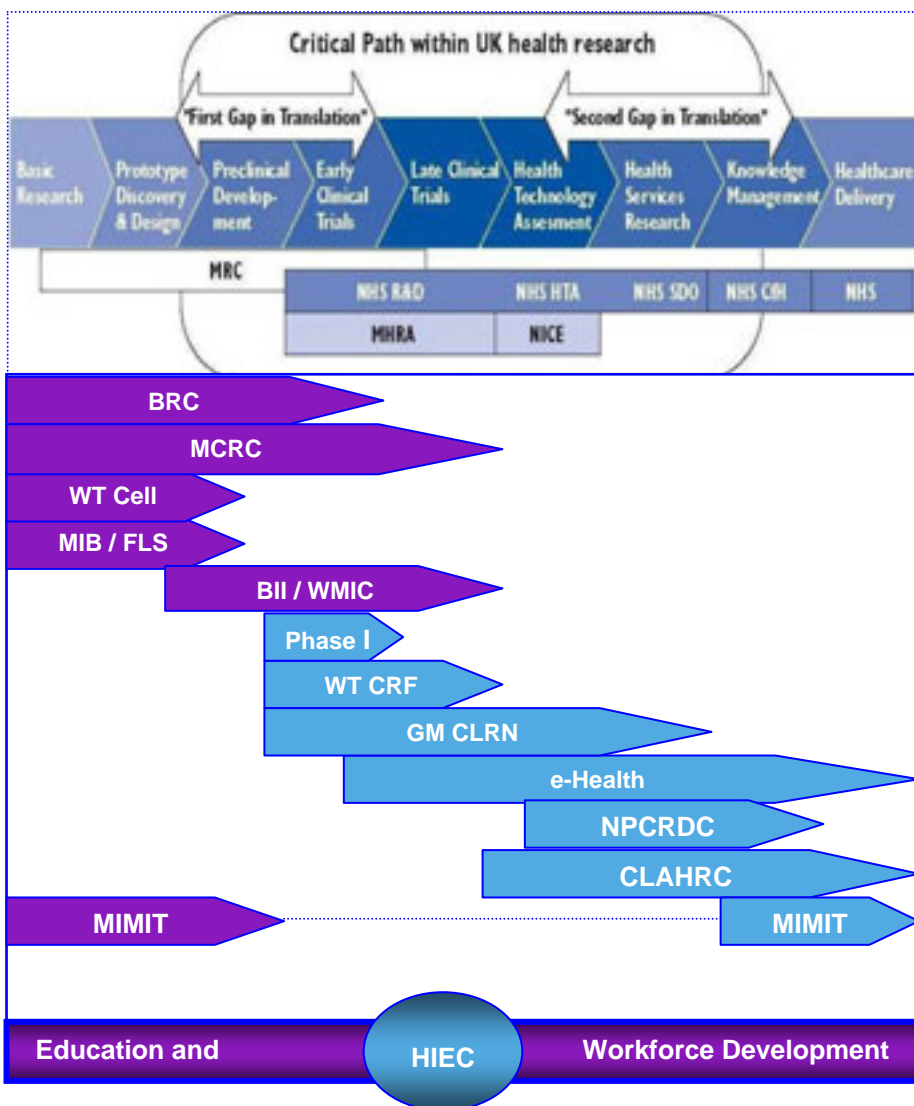 Critical Path within UK health research
"First Gap in Translation"
"Second Gap in Translation"
Basic
Research
Prototype
Discovery
& Design
Preclinical
Develop-
ment
Early
Clinical
Trials
Late Clinical
Trials
Health
Technology
Assesment
Health
Services
Research
Knowledge
Management
Healthcare
Delivery
MRC
NHS R&D
NHS HTA
NHS SDO
NHS CfH
NHS
MHRA
NICE
BRC
MCRC
WT Cell
MIB / FLS
BII / WMIC
Phase I
WT CRF
GM CLRN
e-Health
NPCRDC
CLAHRC
MIMIT
MIMIT
Education and
HIEC
Workforce Development